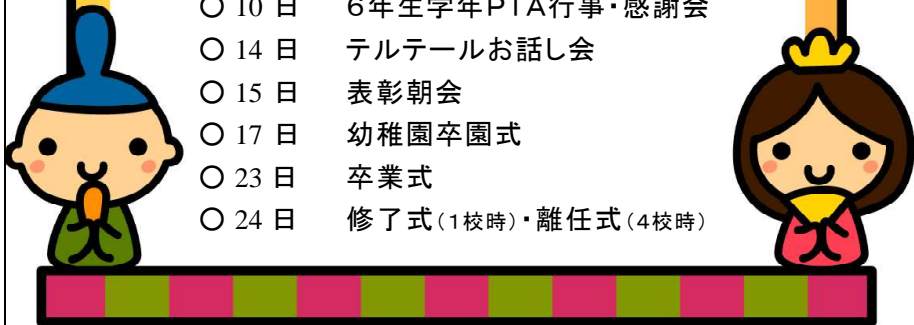 〇 10 日 6年生学年PTA行事・感謝会
〇 14 日 テルテールお話し会
〇 15 日 表彰朝会
〇 17 日 幼稚園卒園式
〇 23 日 卒業式
〇 24 日 修了式(1校時)・離任式(4校時)